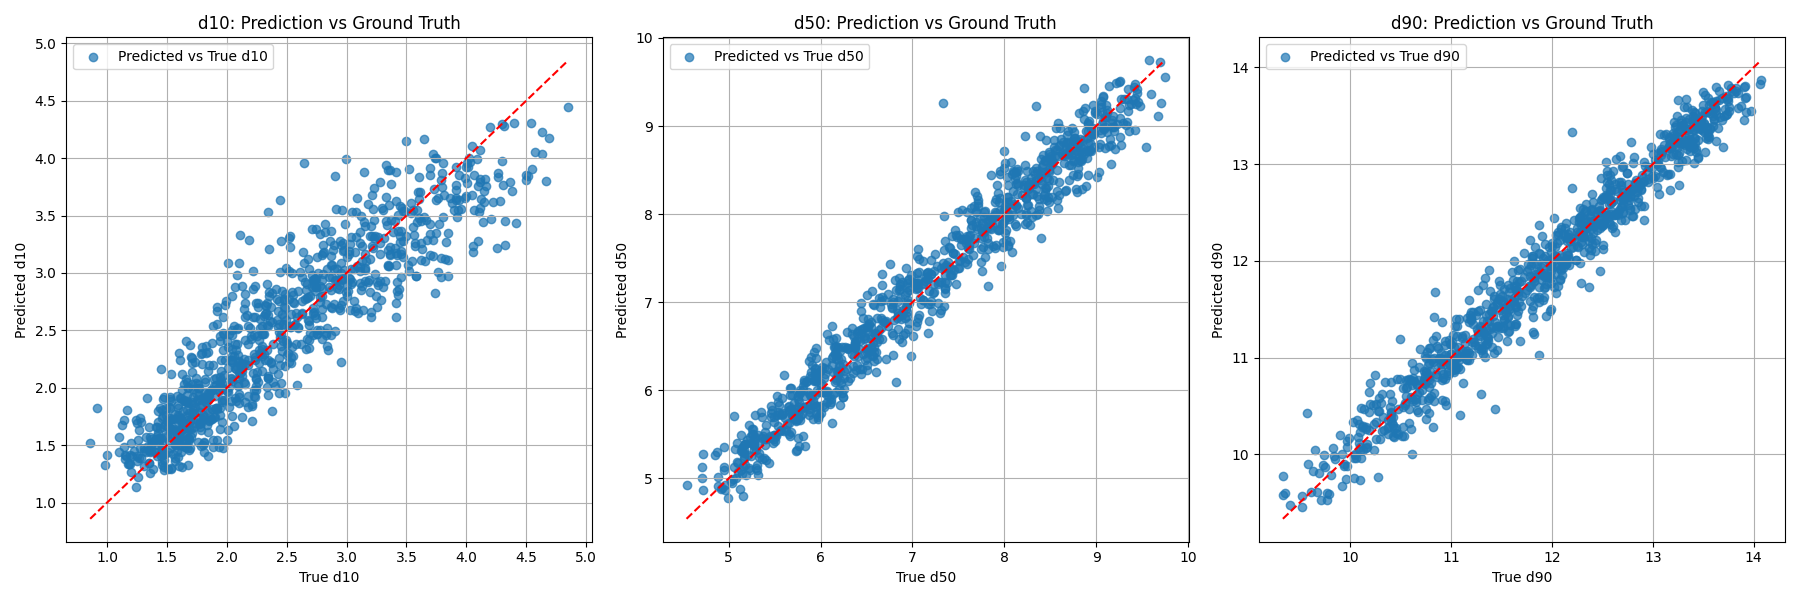 d10: Prediction vs Ground Truth
Predicted vs True d10
5.0
4.5
4.0
3.5
3.0
2.5
2.0
1.5
1.0
Predicted d10
1.0 1.5 2.0 2.5 3.0 3.5 4.0 4.5 5.0
True d10
d50: Prediction vs Ground Truth
Predicted vs True d50
10
9
8
7
6
5
Predicted d50
5 6 7 8 9 10
True d50
d90: Prediction vs Ground Truth
Predicted vs True d90
14
13
12
11
10
Predicted d90
10 11 12 13 14
True d90